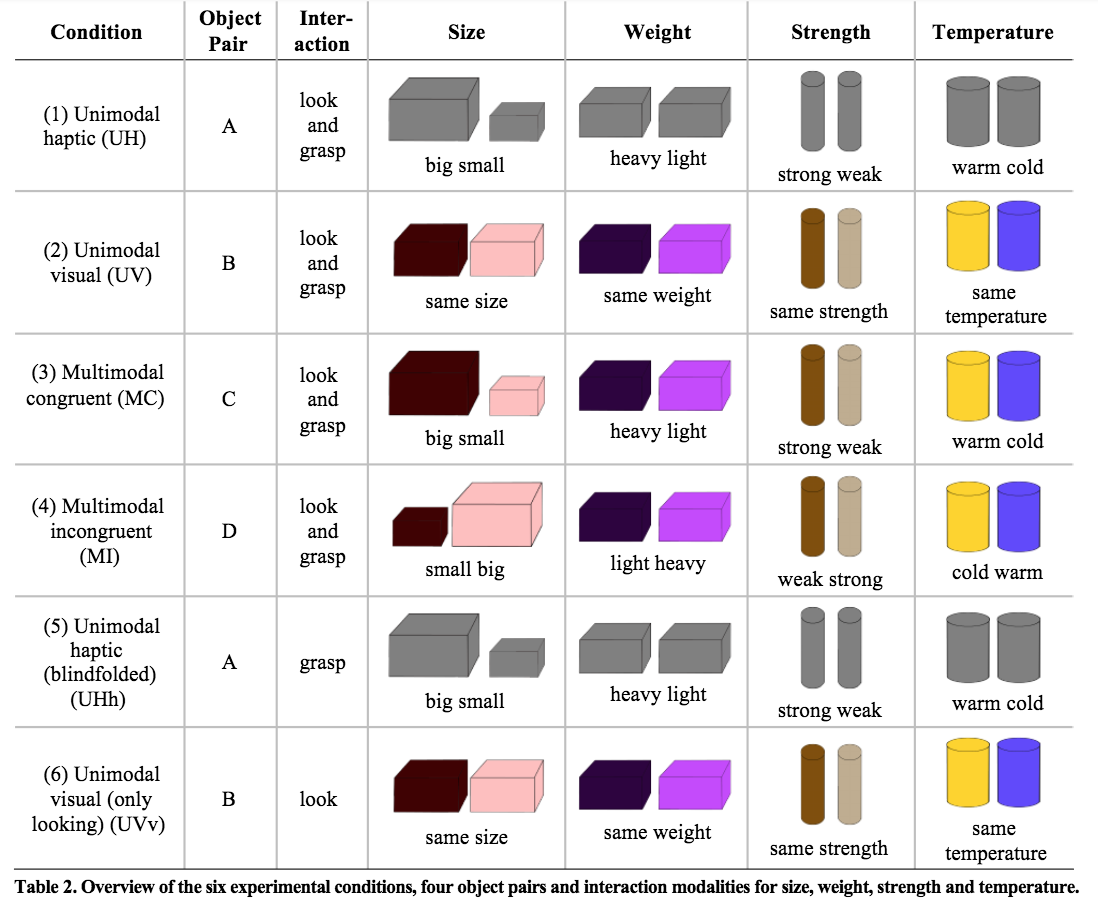 Condition
Object
Pair
Inter-
action
Size
Weight
Strength
Temperature
(1) Unimodal
haptic (UH)
A
look
and
grasp
big small
heavy light
strong weak
warm cold
(2) Unimodal
visual (UV)
B
look
and
grasp
same size
same weight
same strength
same
temperature
(3) Multimodal
congruent (MC)
C
look
and
grasp
big small
heavy light
strong weak
warm cold
(4) Multimodal
incongruent
(MI)
D
look
and
grasp
small big
light heavy
weak strong
cold warm
(5) Unimodal
haptic
(blindfolded)
(UHh)
A
grasp
big small
heavy light
strong weak
warm cold
(6) Unimodal
visual (only
looking) (UVv)
B
look
same size
same weight
same strength
same
temperature
Table 2. Overview of the six experimental conditions, four object pairs and interaction modalities for size, weight, strength and temperature.